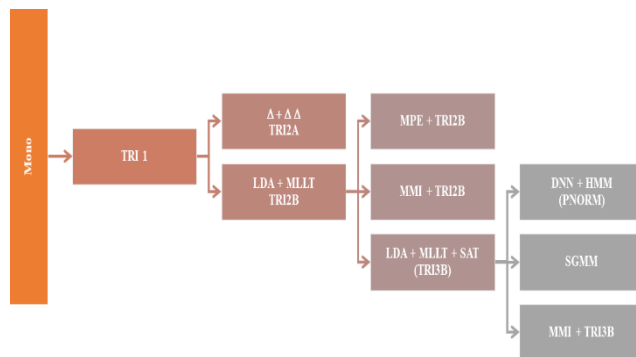 Mono
TRI 1
Δ + Δ Δ
TRI2A
LDA + MLLT
TRI2B
MPE + TRI2B
MMI + TRI2B
LDA + MLLT + SAT
(TRI3B)
DNN + HMM
(PNORM)
SGMM
MMI + TRI3B